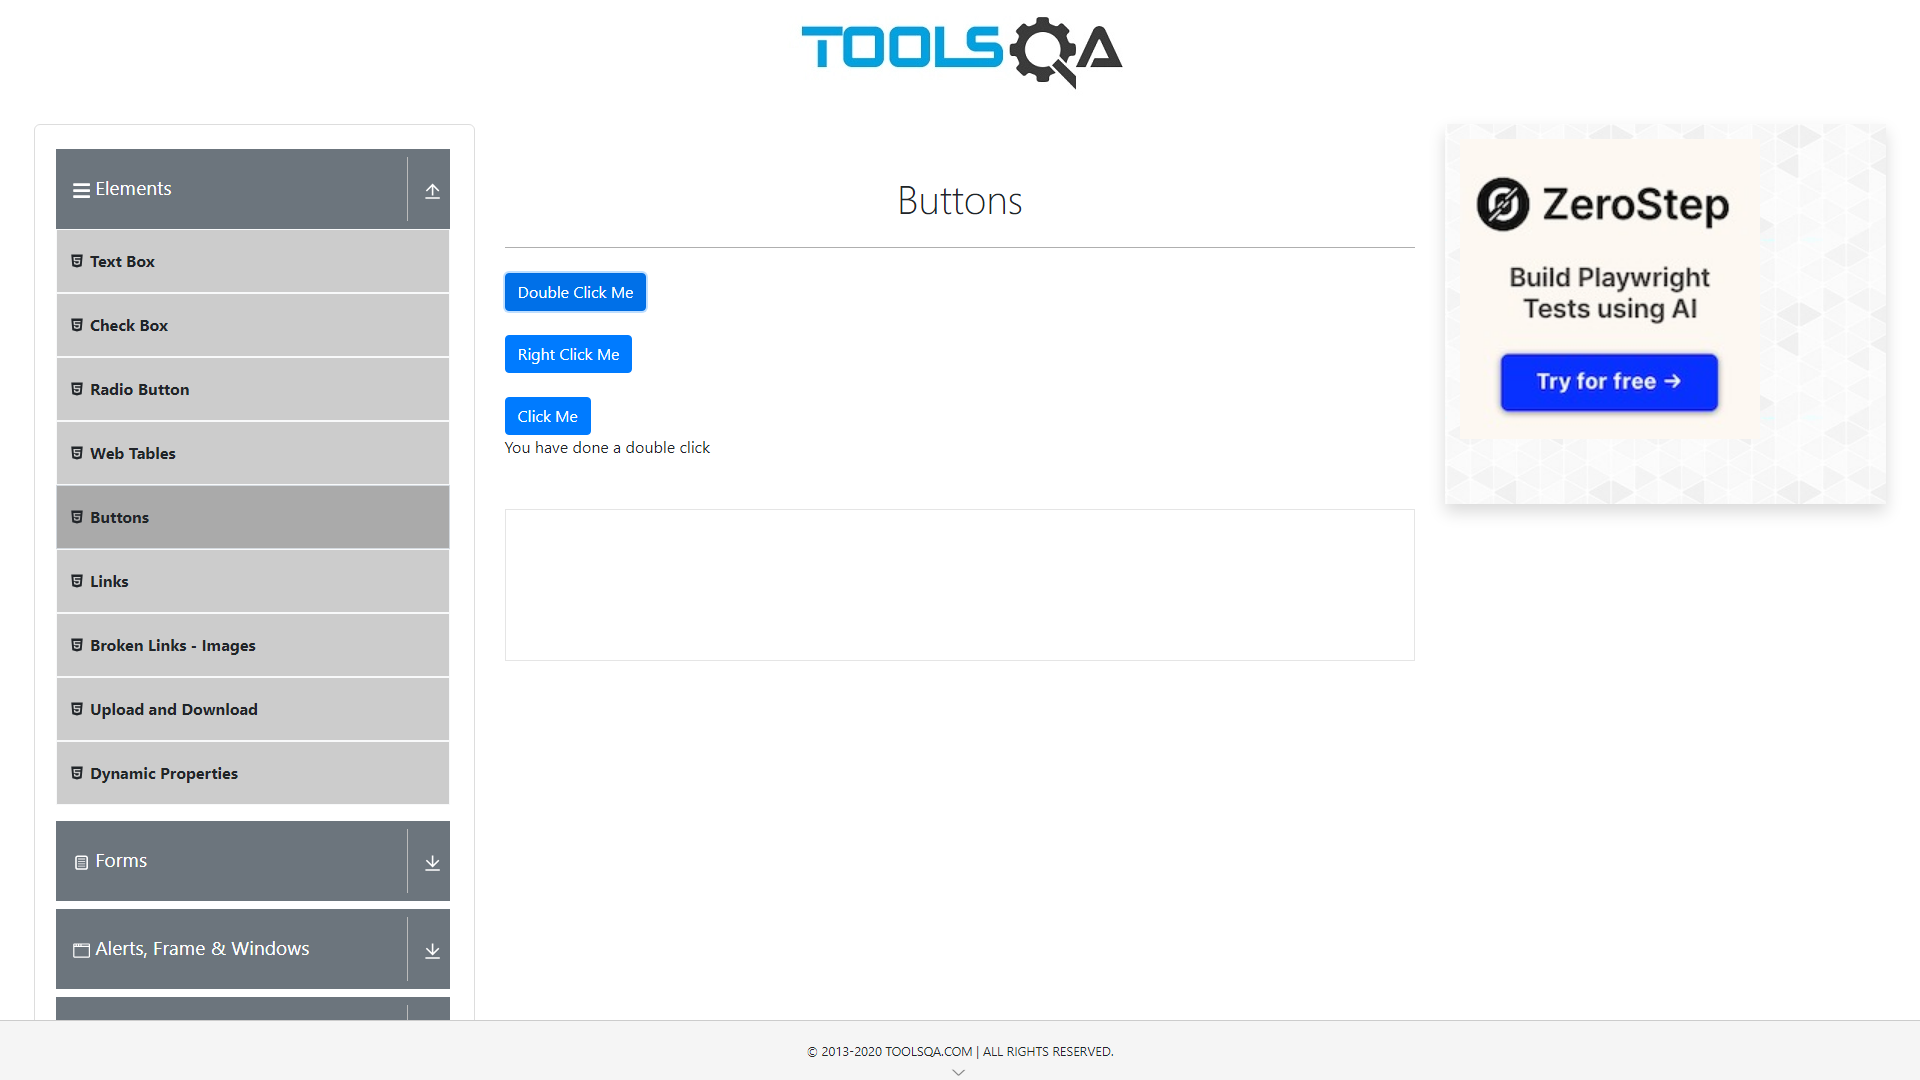 TOOLSQA
Elements
Text Box
Check Box
Radio Button
Web Tables
Buttons
Links
Broken Links - Images
Upload and Download
Dynamic Properties
Forms
Alerts, Frame & Windows
Buttons
Double Click Me
Right Click Me
Click Me
You have done a double click
ZeroStep
Build Playwright
Tests using AI
Try for free →
© 2013-2020 TOOLSQA.COM | ALL RIGHTS RESERVED.